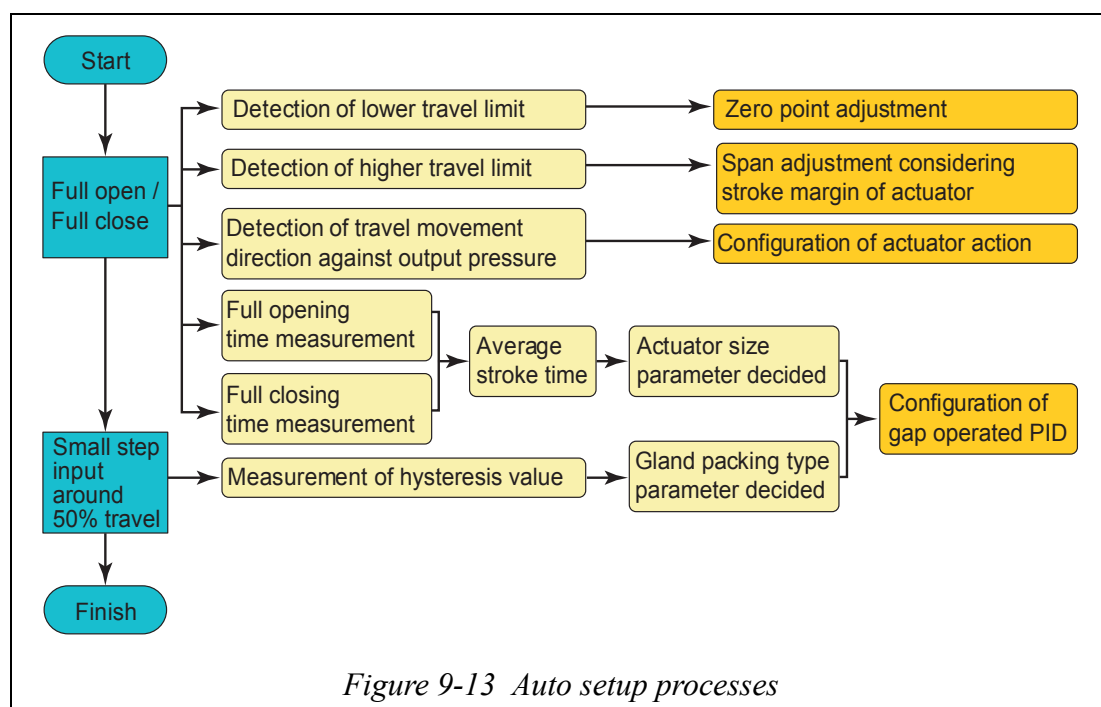 Start
Full open /
Full close
Detection of lower travel limit
Zero point adjustment
Detection of higher travel limit
Span adjustment considering
stroke margin of actuator
Detection of travel movement
direction against output pressure
Configuration of actuator action
Full opening
time measurement
Full closing
time measurement
Average
stroke time
Actuator size
parameter decided
Configuration of
gap operated PID
Small step
input
around
50% travel
Measurement of hysteresis value
Gland packing type
parameter decided
Finish
Figure 9-13 Auto setup processes